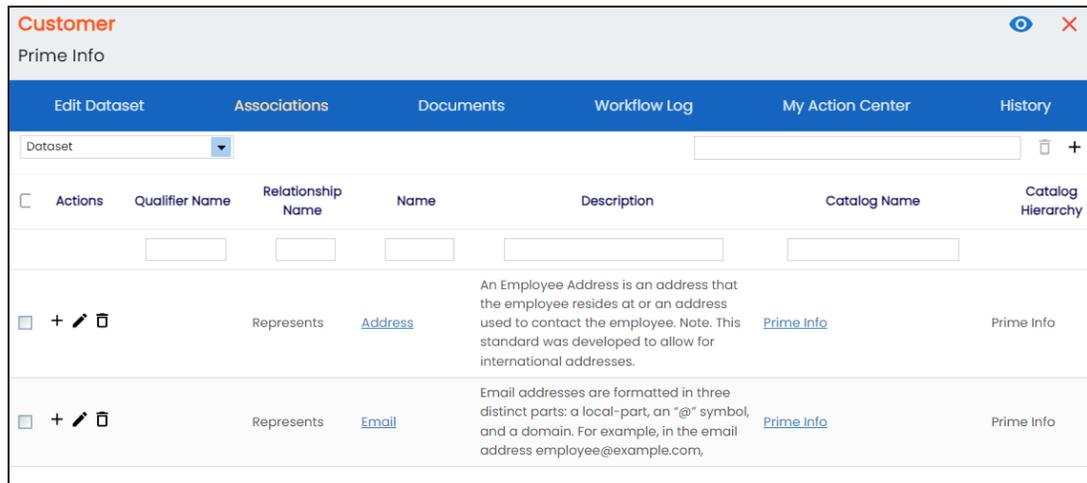 Customer
Prime Info
Edit Dataset Associations Documents Workflow Log My Action Center History
Dataset
Actions Qualifier Name Relationship Name Name Description Catalog Name Catalog Hierarchy
Represents Address An Employee Address is an address that
the employee resides at or an address
used to contact the employee. Note. This Prime Info Prime Info
standard was developed to allow for
international addresses.
Represents Email Email addresses are formatted in three
distinct parts: a local-part, an “@” symbol,
and a domain. For example, in the email Prime Info Prime Info
address employee@example.com,